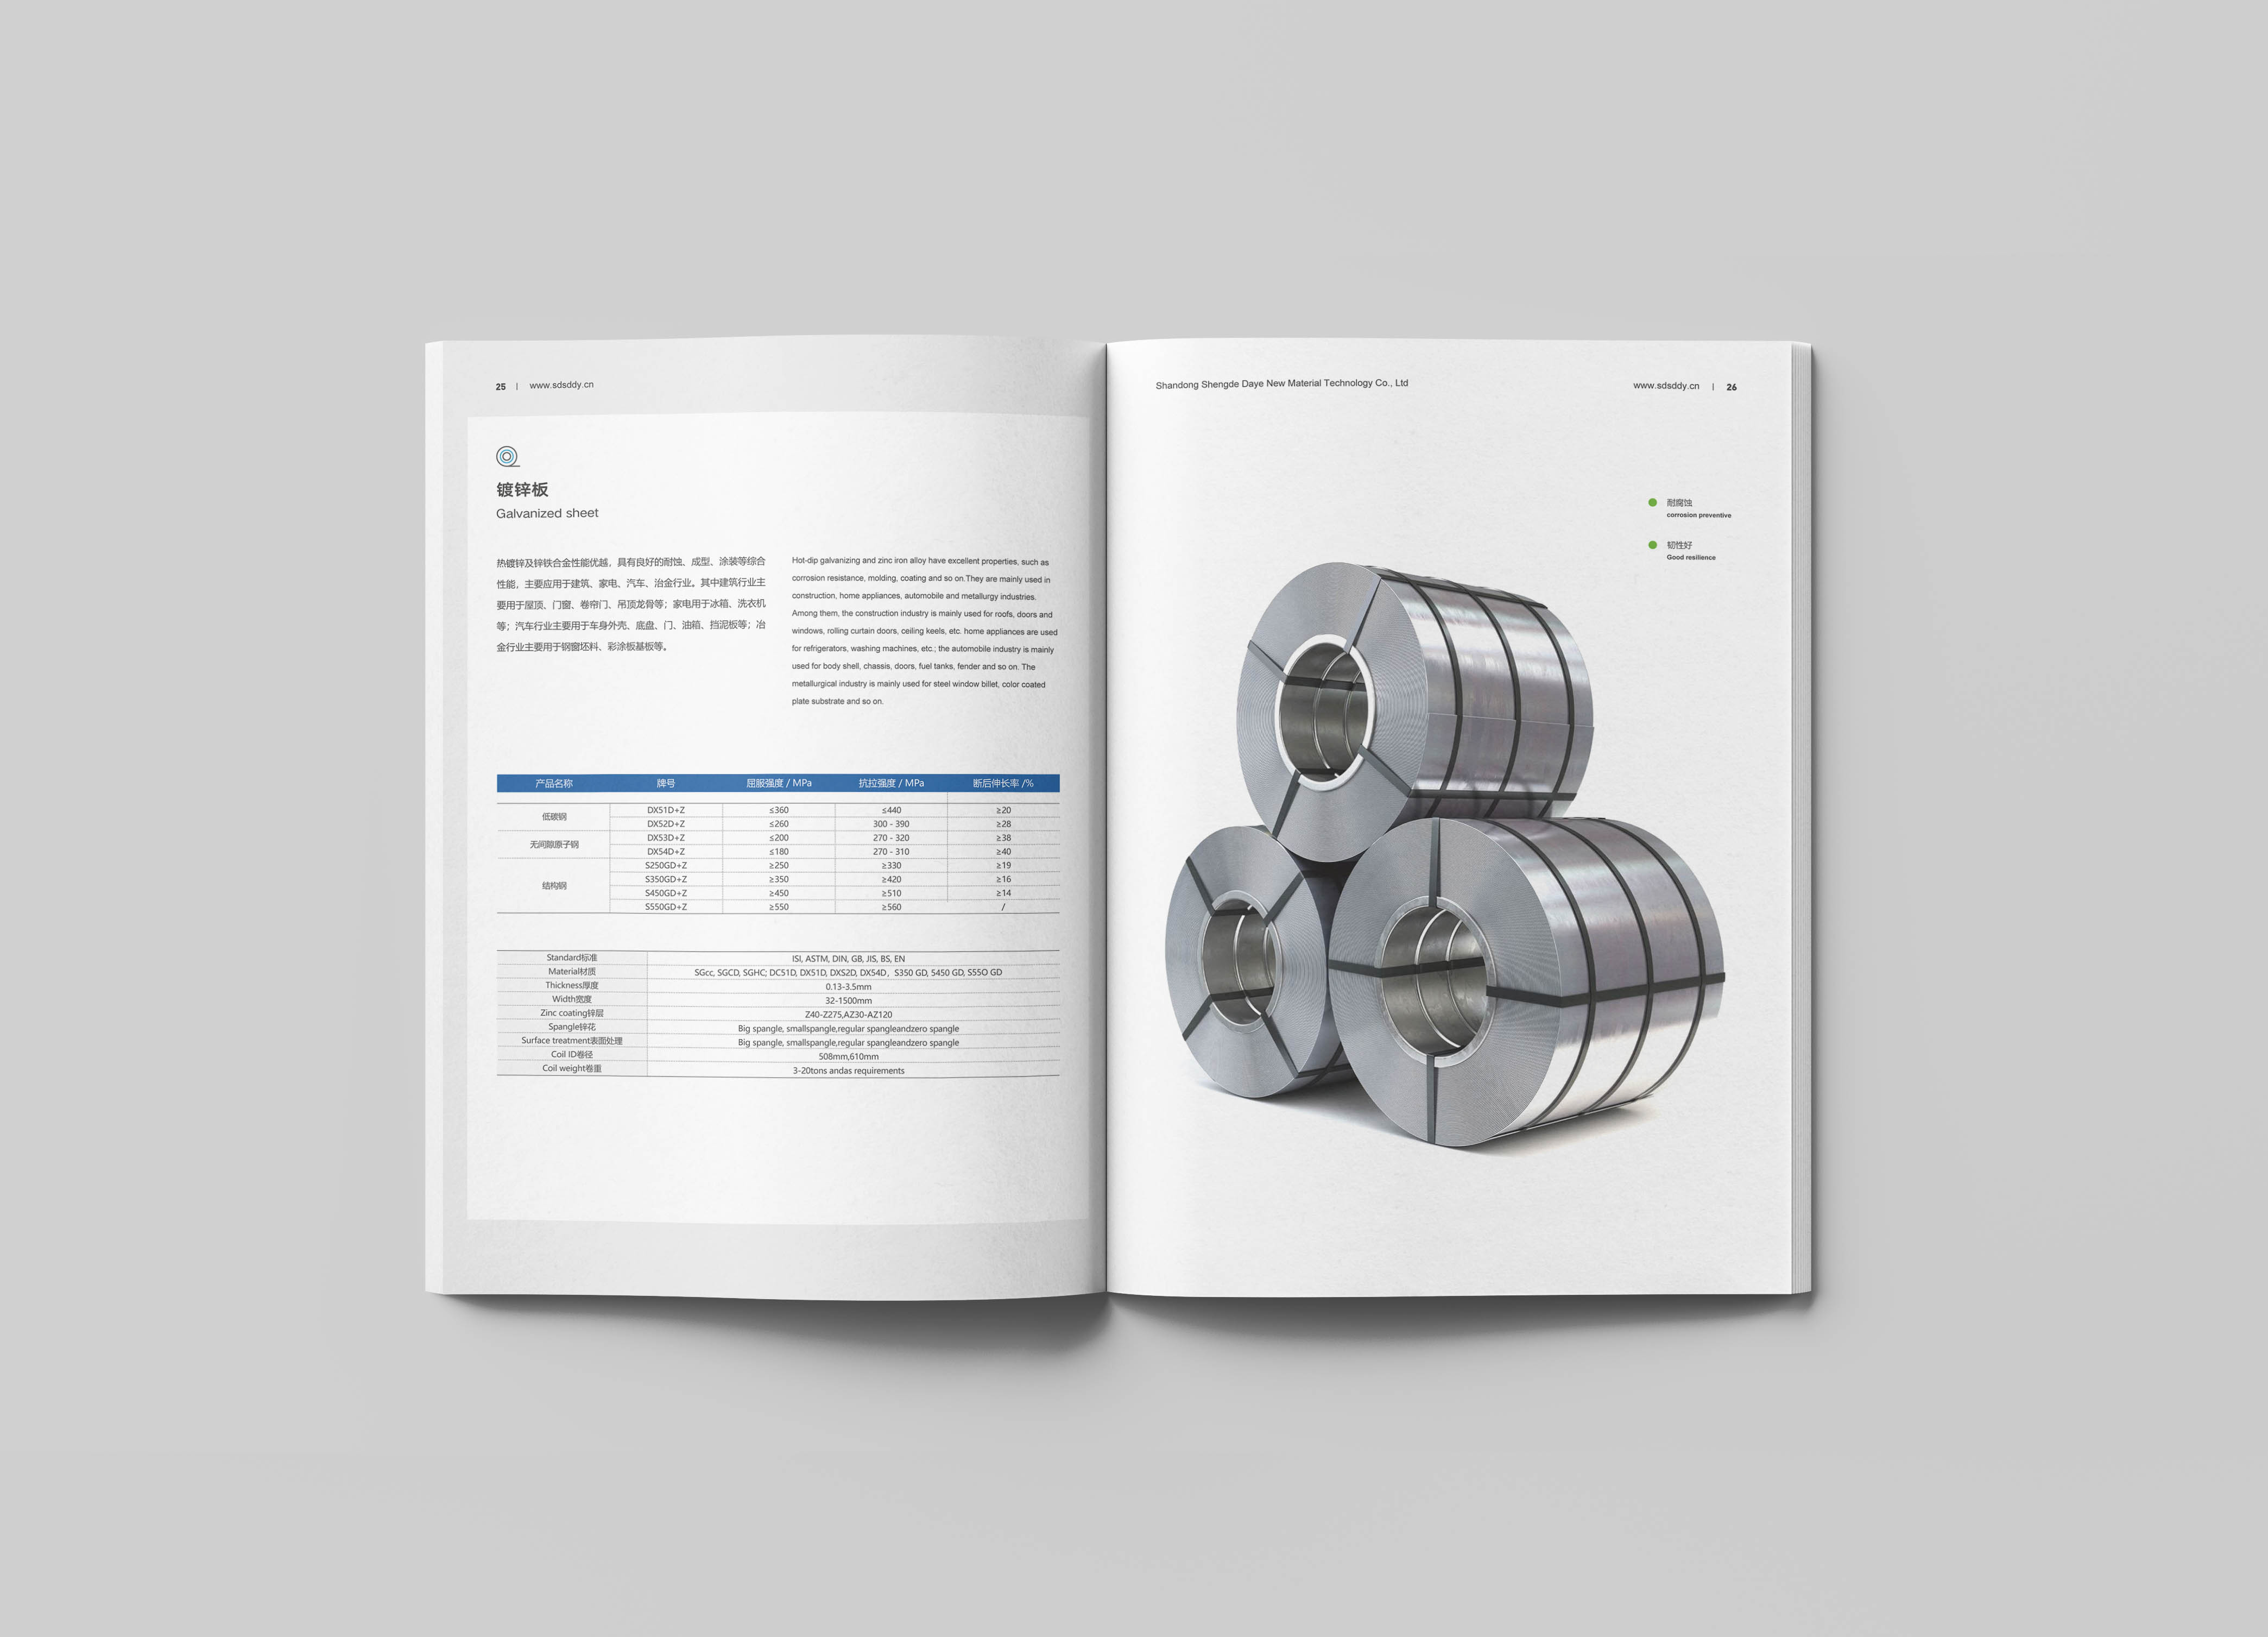 25 | www.sdsddy.cn
镀锌板
Galvanized sheet
热镀锌及锌铁合金性能优越，具有良好的耐蚀、成型、涂装等综合
性能，主要应用于建筑、家电、汽车、冶金行业。其中建筑行业主
要用于屋顶、门窗、卷帘门、吊顶龙骨等；家电用于冰箱、洗衣机
等；汽车行业主要用于车身外壳、底盘、门、油箱、挡泥板等；冶
金行业主要用于钢窗坯料、彩涂板基板等。
Hot-dip galvanizing and zinc iron alloy have excellent properties, such as
corrosion resistance, molding, coating and so on.They are mainly used in
construction, home appliances, automobile and metallurgy industries.
Among them, the construction industry is mainly used for roofs, doors and
windows, rolling curtain doors, ceiling keels, etc. home appliances are used
for refrigerators, washing machines, etc.; the automobile industry is mainly
used for body shell, chassis, doors, fuel tanks, fender and so on. The
metallurgical industry is mainly used for steel window billet, color coated
plate substrate and so on.
产品名称 牌号 屈服强度 / MPa 抗拉强度 / MPa 断后伸长率 /%
低碳钢 DX51D+Z ≤360 ≤440 ≥20
DX52D+Z ≤260 300 - 390 ≥28
无间隙原子钢 DX53D+Z ≤200 270 - 320 ≥38
DX54D+Z ≤180 270 - 310 ≥40
结构钢 S250GD+Z ≥250 ≥330 ≥19
S350GD+Z ≥350 ≥420 ≥16
S450GD+Z ≥450 ≥510 ≥14
S550GD+Z ≥550 ≥560 /
Standard标准 ISI, ASTM, DIN, GB, JIS, BS, EN
Material材质 SGcc, SGCD, SGHC; DC51D, DX51D, DXS2D, DX54D，S350 GD, 5450 GD, S55O GD
Thickness厚度 0.13-3.5mm
Width宽度 32-1500mm
Zinc coating锌层 Z40-Z275,AZ30-AZ120
Spangle锌花 Big spangle, smallspangle,regular spangleandzero spangle
Surface treatment表面处理 Big spangle, smallspangle,regular spangleandzero spangle
Coil ID卷径 508mm,610mm
Coil weight卷重 3-20tons andas requirements
Shandong Shengde Daye New Material Technology Co., Ltd
www.sdsddy.cn | 26
耐腐蚀
corrosion preventive
韧性好
Good resilience